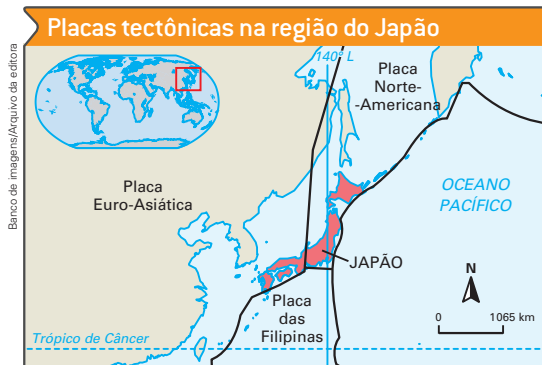 Placas tectônicas na região do Japão
Banco de imagens/Arquivo da editora
140º L
Placa
Norte-
-Americana
Placa
Euro-Asiática
OCEANO
PACÍFICO
JAPÃO
Placa
das
Filipinas
N
0 1065 km
Trópico de Câncer